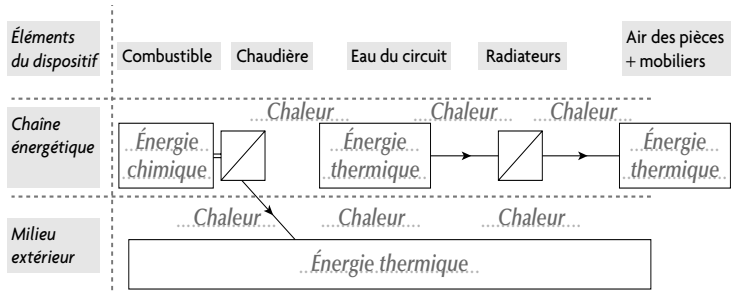 Éléments
du dispositif
Combustible
Chaudière
Eau du circuit
Radiateurs
Air des pièces
+ mobiliers
Chaîne
énergétique
Chaleur
Chaleur
Chaleur
Énergie
chimique
Énergie
thermique
Énergie
thermique
Milieu
extérieur
Chaleur
Chaleur
Chaleur
Énergie thermique